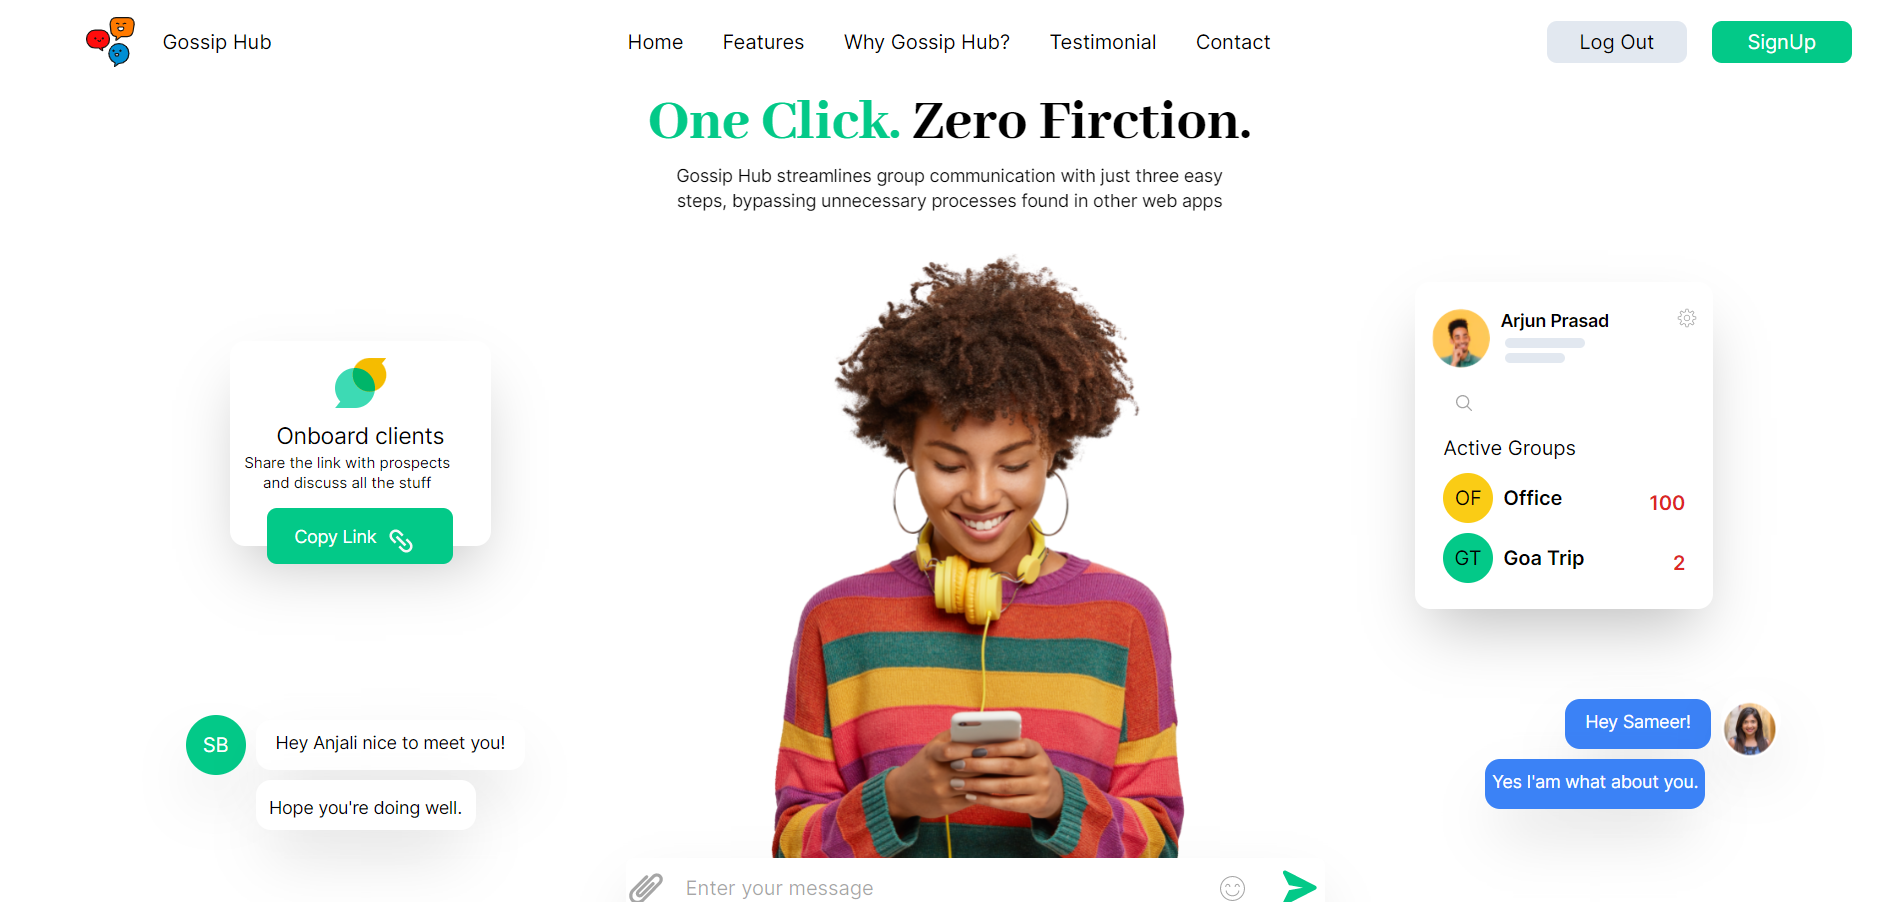 Gossip Hub
Home
Features
Why Gossip Hub?
Testimonial
Contact
Log Out
SignUp
One Click. Zero Firction.
Gossip Hub streamlines group communication with just three easy
steps, bypassing unnecessary processes found in other web apps
Onboard clients
Share the link with prospects
and discuss all the stuff
Copy Link
Arjun Prasad
Active Groups
OF Office 100
GT Goa Trip 2
SB
Hey Anjali nice to meet you!
Hope you're doing well.
Hey Sameer!
Yes I'am what about you.
Enter your message